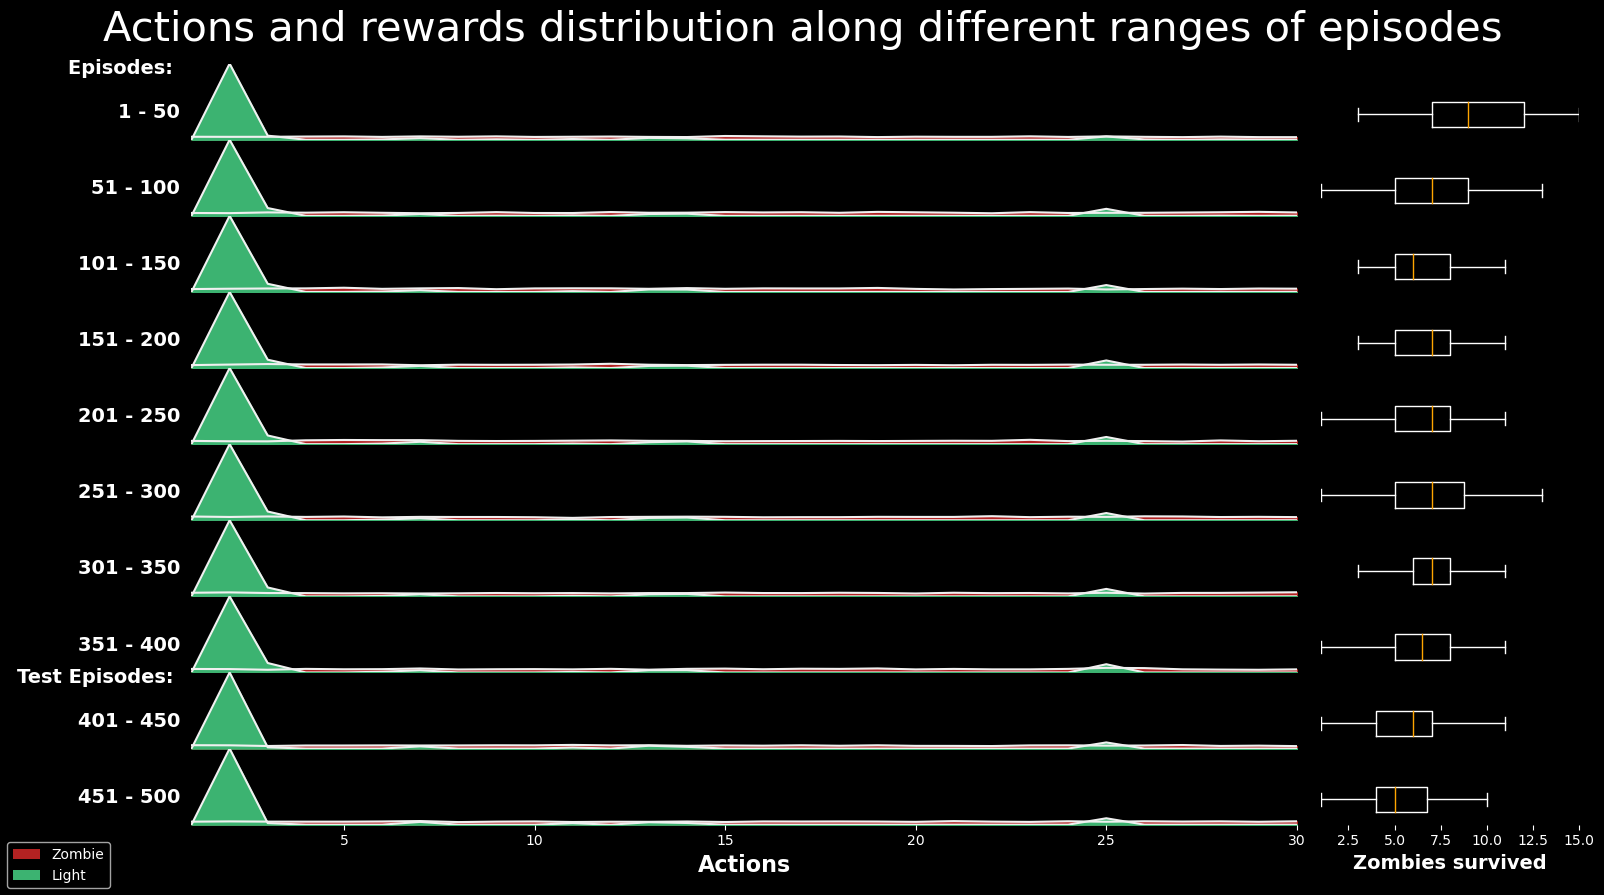 Actions and rewards distribution along different ranges of episodes
Episodes:
1 - 50
51 - 100
101 - 150
151 - 200
201 - 250
251 - 300
301 - 350
351 - 400
Test Episodes:
401 - 450
451 - 500
5 10 15 20 25 30
2.5 5.0 7.5 10.0 12.5 15.0
Actions
Zombies survived
Zombie
Light